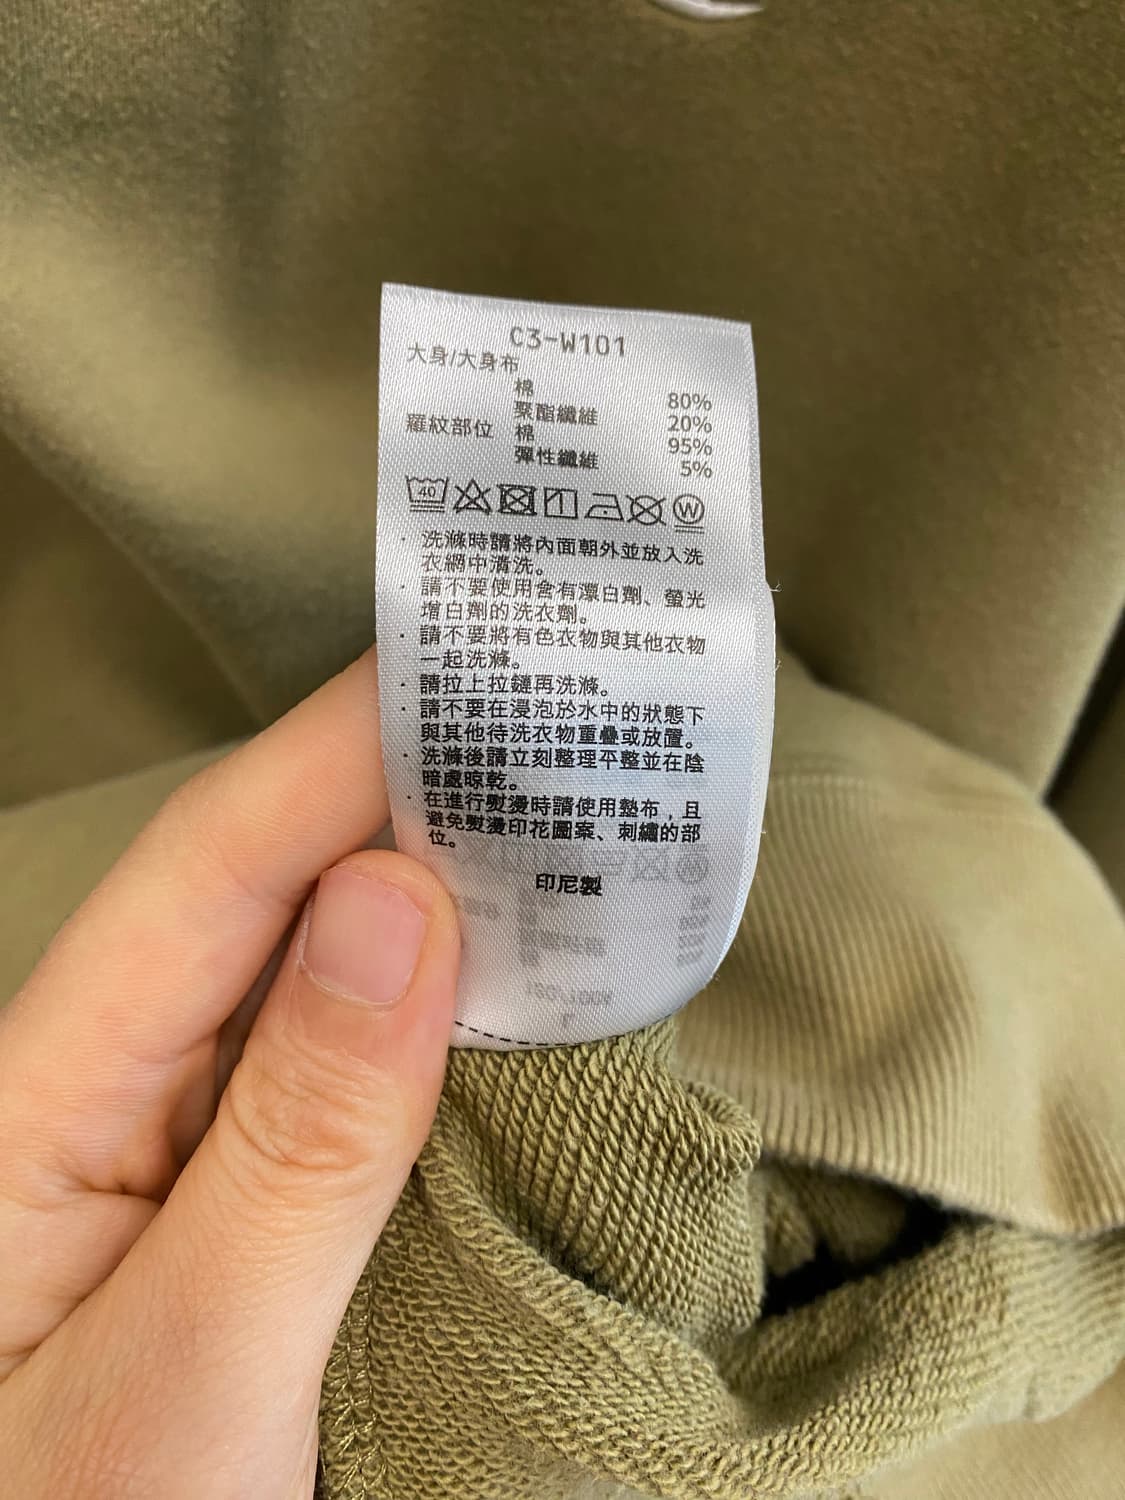 C3-W101
大身/大身布
棉 80%
聚酯纖維 20%
羅紋部位 棉 95%
彈性纖維 5%
40
W
· 洗滌時請將內面朝外並放入洗
衣網中清洗。
· 請不要使用含有漂白劑、螢光
增白劑的洗衣劑。
· 請不要將有色衣物與其他衣物
一起洗滌。
· 請拉上拉鏈再洗滌。
· 請不要在浸泡於水中的狀態下
與其他待洗衣物重疊或放置。
· 洗滌後請立刻整理平整並在陰
暗處晾乾。
· 在進行熨燙時請使用墊布,且
避免熨燙印花圖案、刺繡的部
位。
印尼製